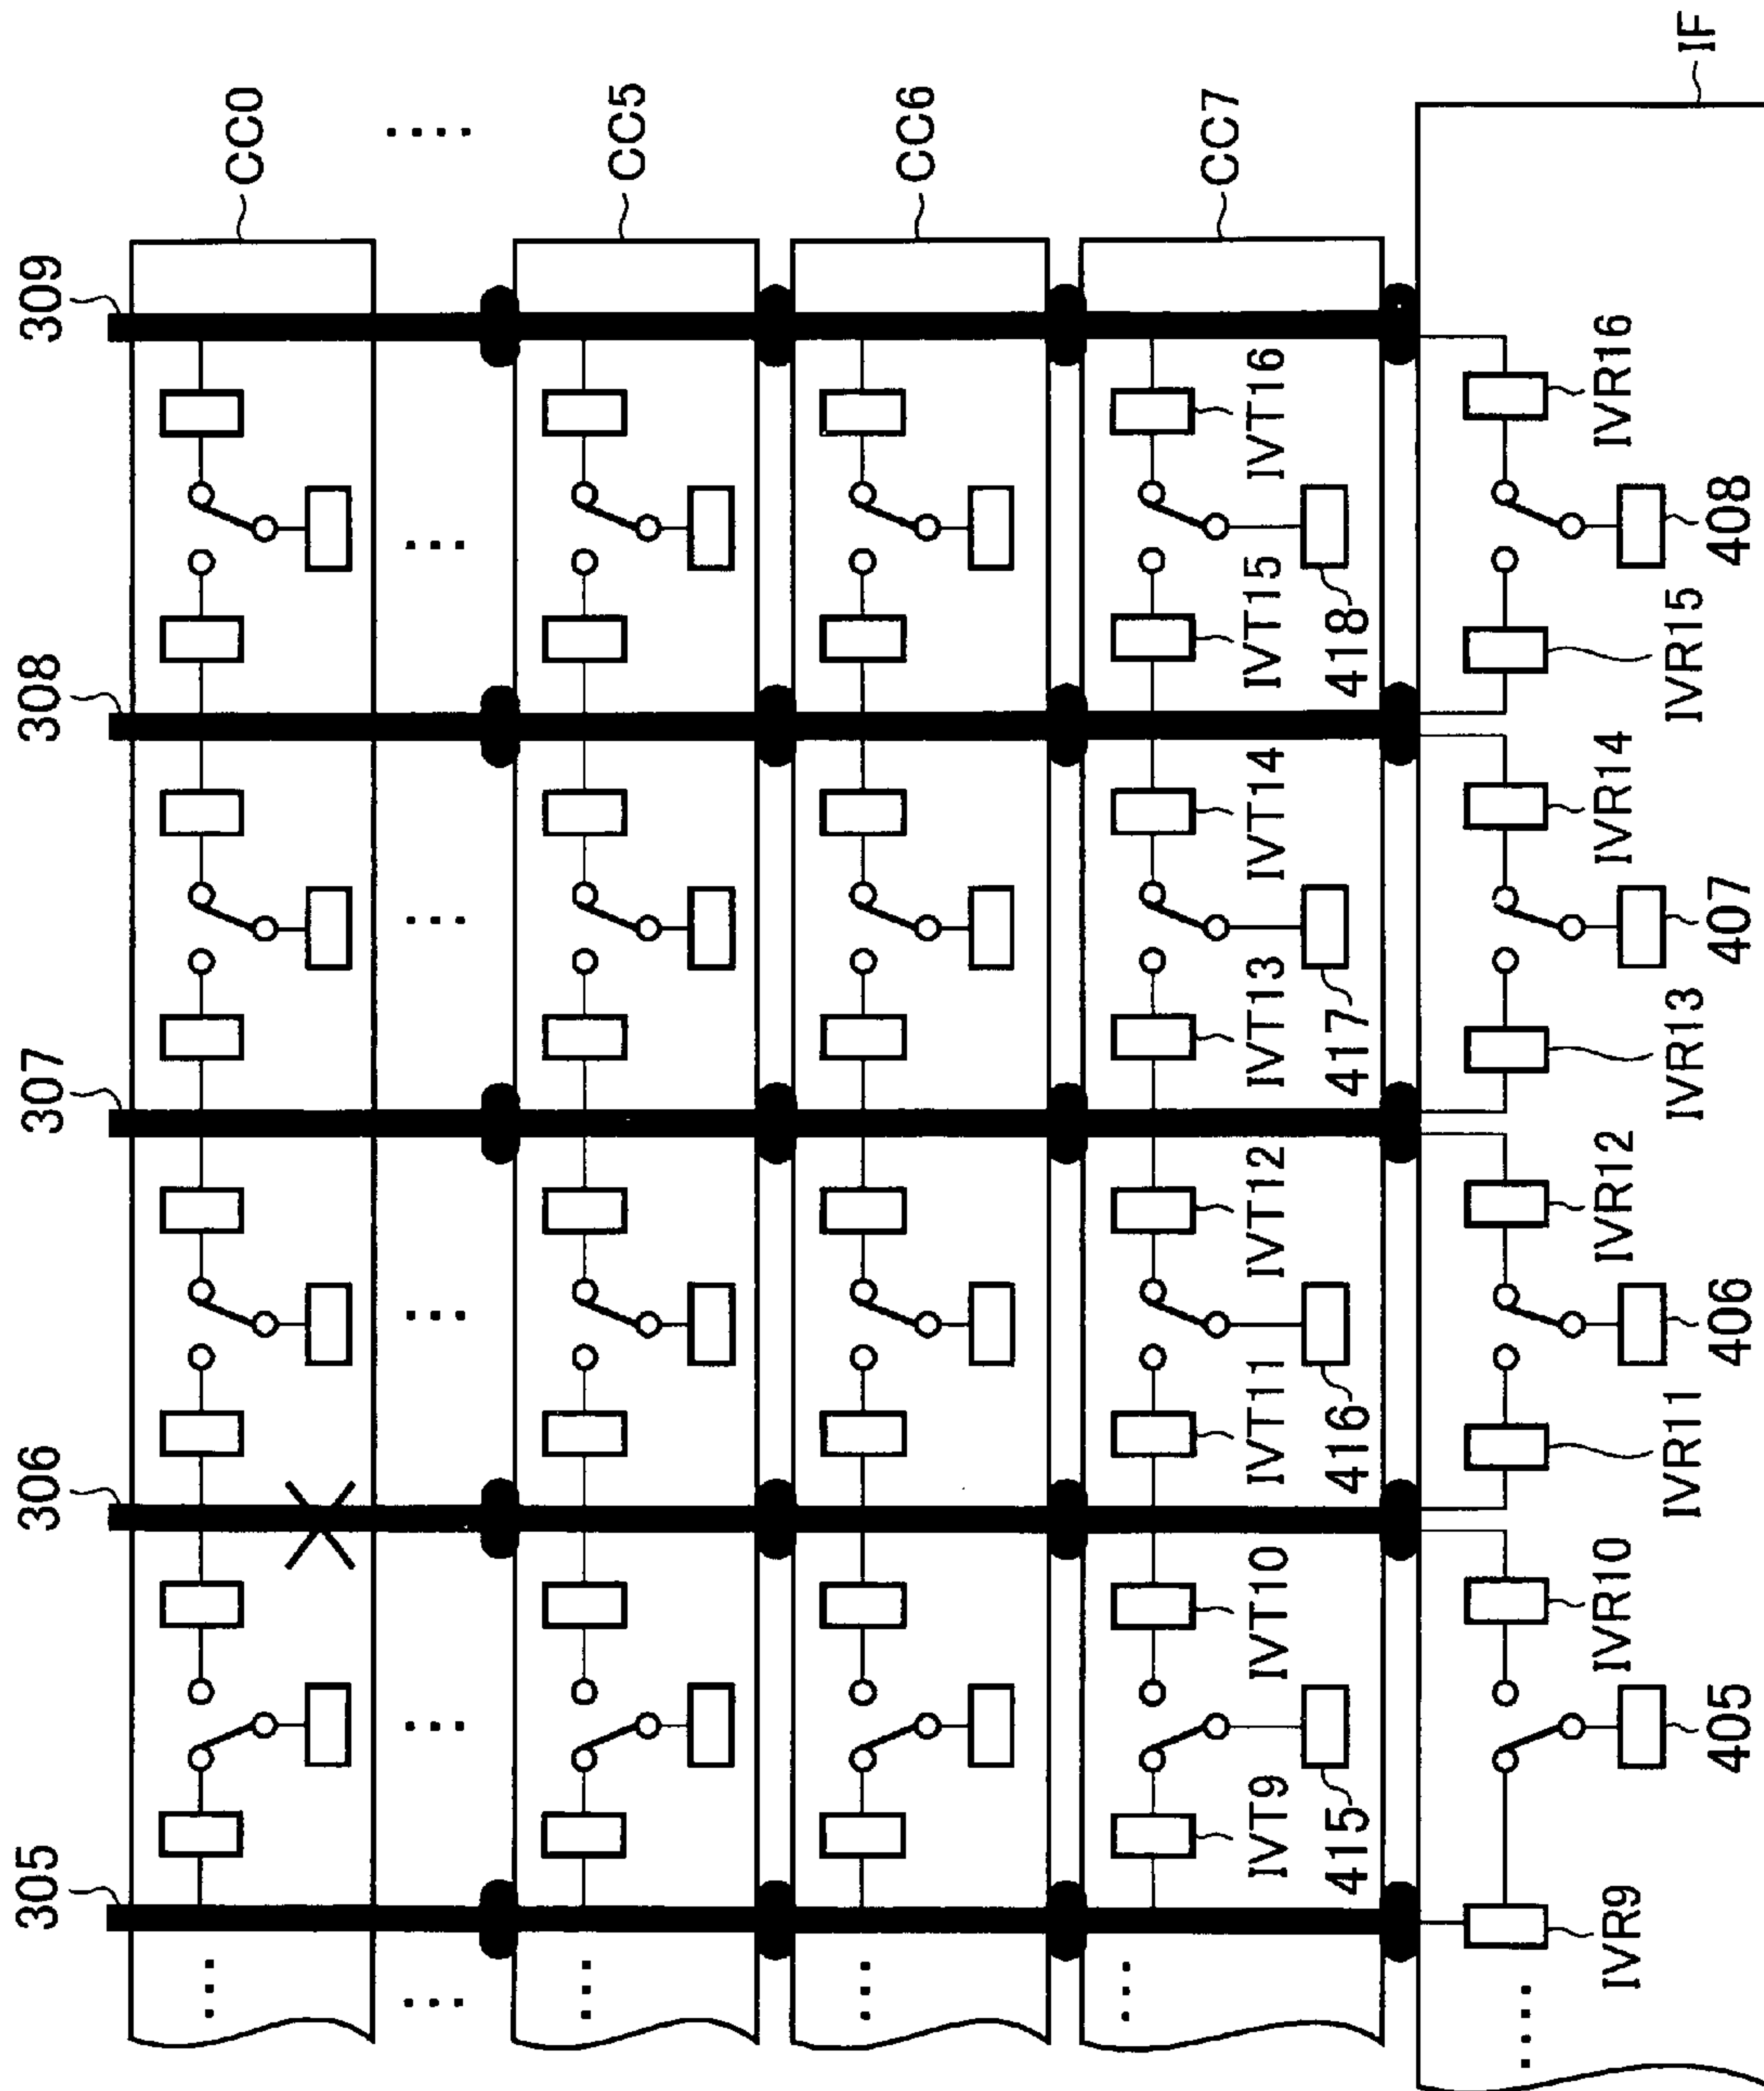 305
306
307
308
309
CC0
....
CC5
CC6
CC7
IF
...
...
...
...
...
...
...
...
...
IVT9
IVT10
IVT11
IVT12
IVT13
IVT14
IVT15
IVT16
415
416
417
418
....
IVR9
IVR10
IVR11
IVR12
IVR13
IVR14
IVR15
IVR16
405
406
407
408